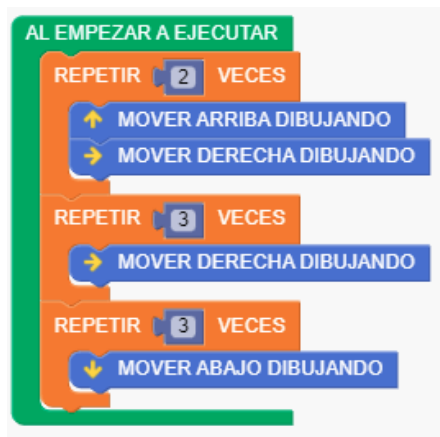 AL EMPEZAR A EJECUTAR
REPETIR 2 VECES
MOVER ARRIBA DIBUJANDO
MOVER DERECHA DIBUJANDO
REPETIR 3 VECES
MOVER DERECHA DIBUJANDO
REPETIR 3 VECES
MOVER ABAJO DIBUJANDO